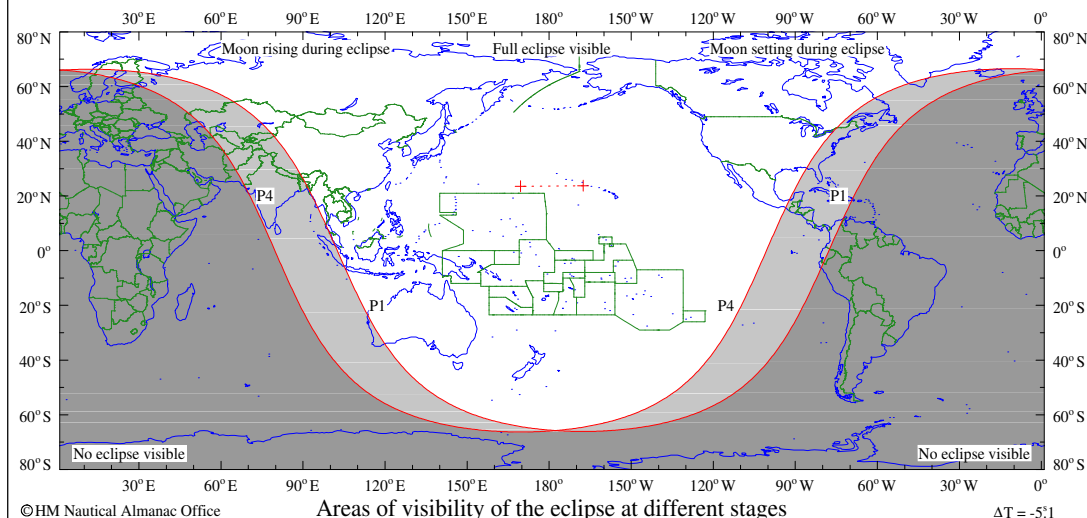 30°E 60°E 90°E 120°E 150°E 180° 150°W 120°W 90°W 60°W 30°W 0°
80°N Moon rising during eclipse Full eclipse visible Moon setting during eclipse 80°N
60°N 60°N
40°N 40°N
20°N P4 P1 20°N
0° 0°
20°S P1 P4 20°S
40°S 40°S
60°S 60°S
No eclipse visible No eclipse visible
80°S 80°S
30°E 60°E 90°E 120°E 150°E 180° 150°W 120°W 90°W 60°W 30°W 0°
©HM Nautical Almanac Office Areas of visibility of the eclipse at different stages ΔT = -5ˢ.1